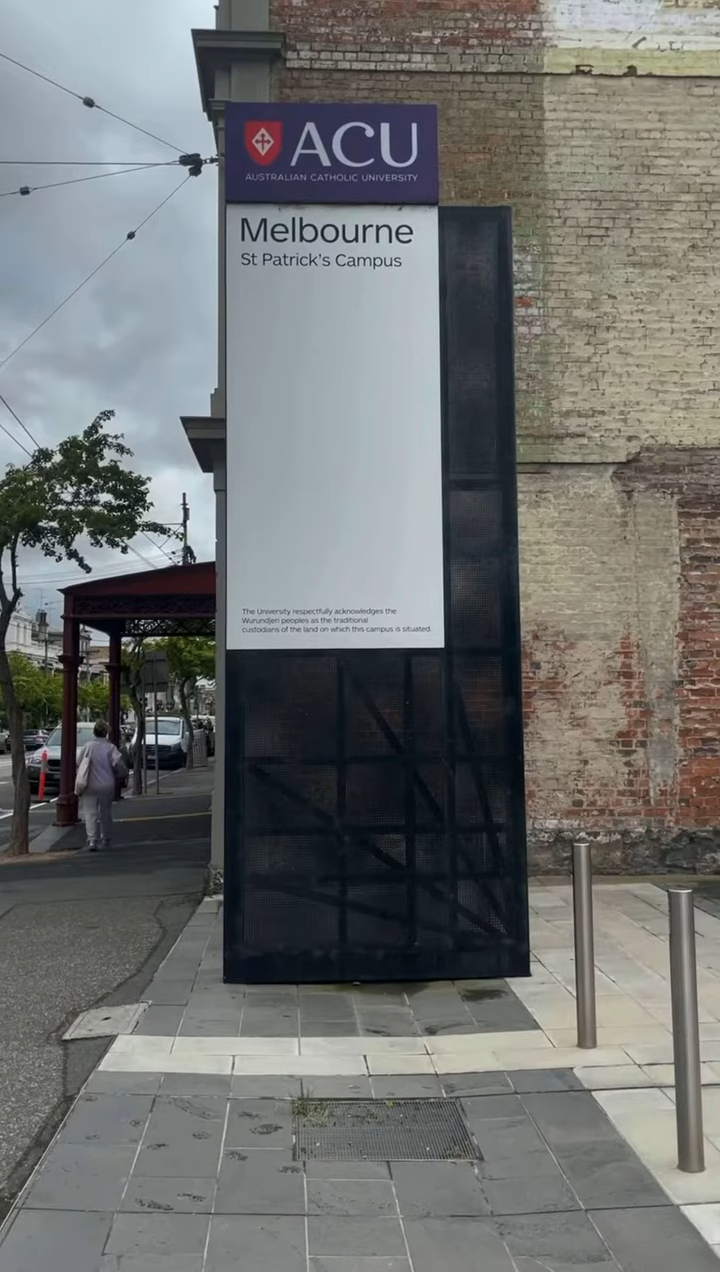 ACU
AUSTRALIAN CATHOLIC UNIVERSITY
Melbourne
St Patrick's Campus
The University respectfully acknowledges the
Wurundjeri peoples as the traditional
custodians of the land on which this campus is situated.